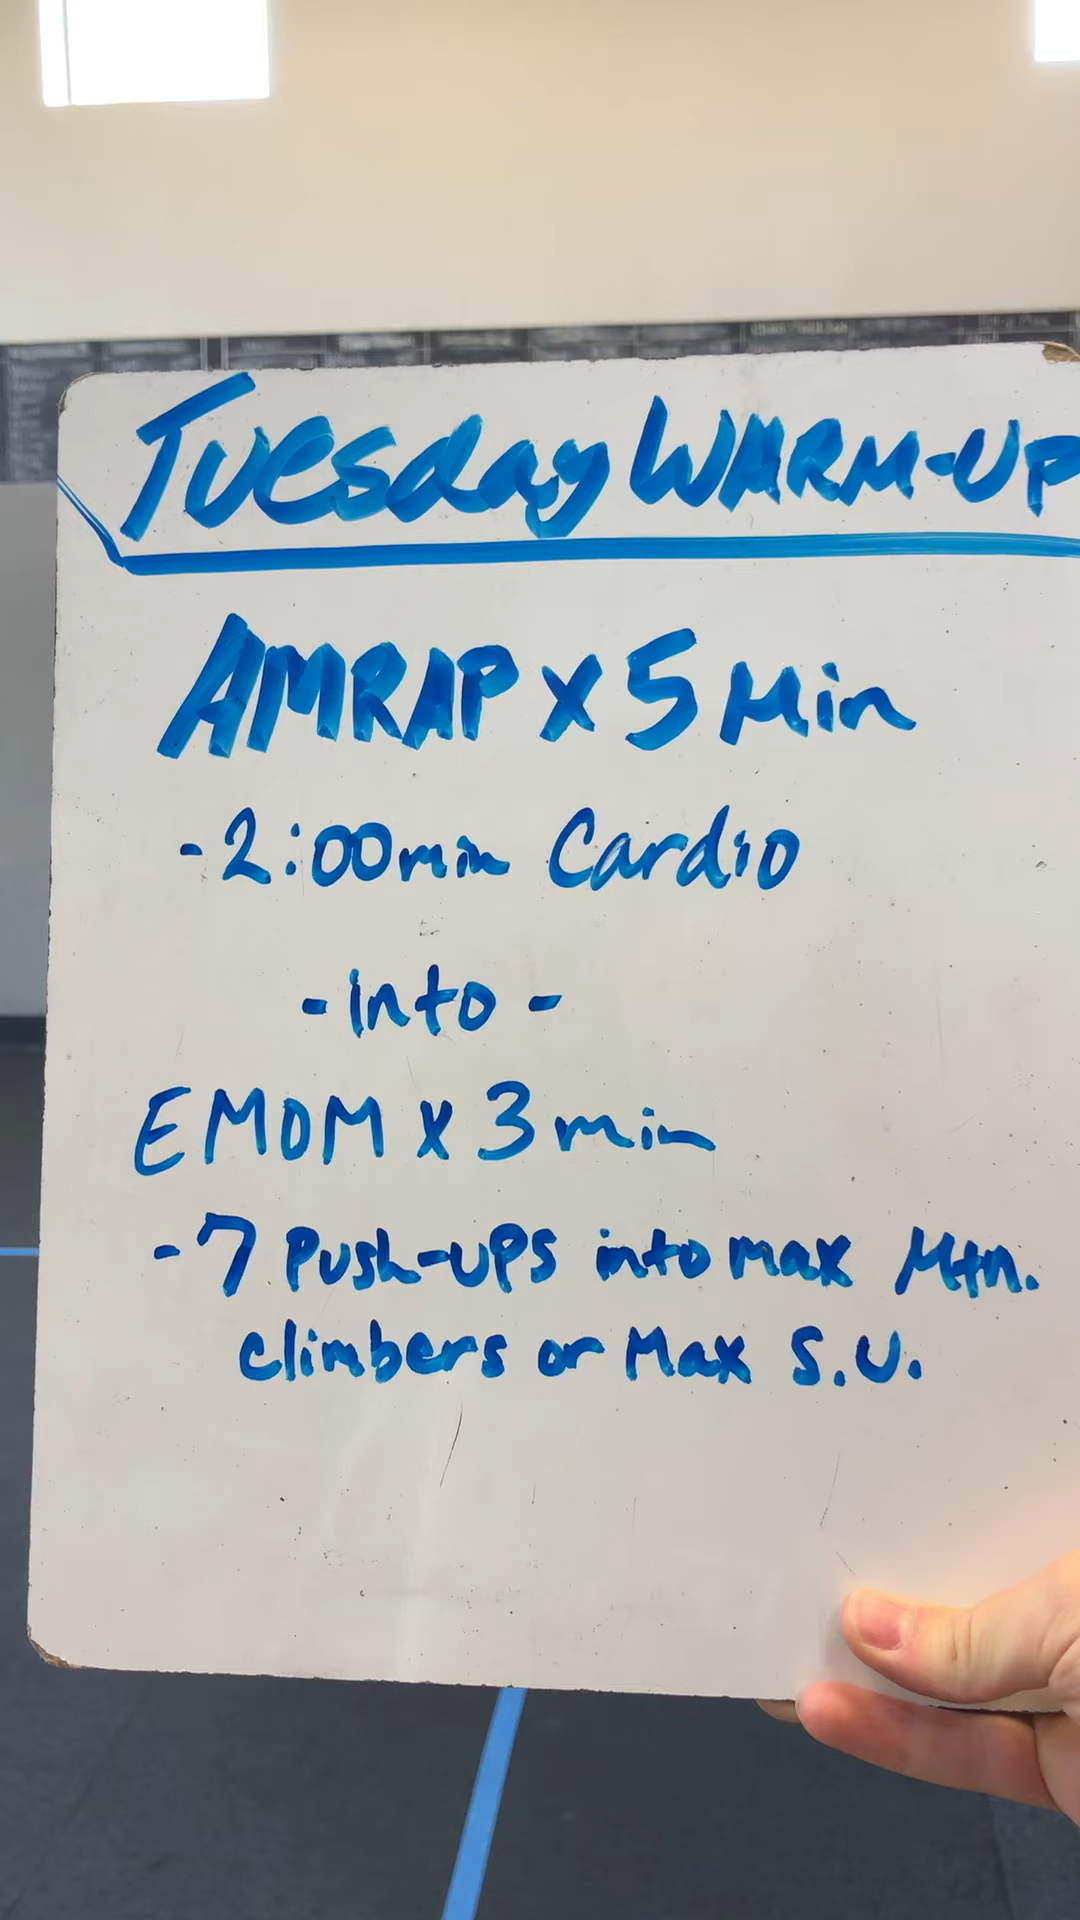 Tuesday WARM-UP
AMRAP x 5 Min
- 2:00min Cardio
- into -
EMOM x 3 min
- 7 Push-ups into max Mtn.
climbers or Max S.U.